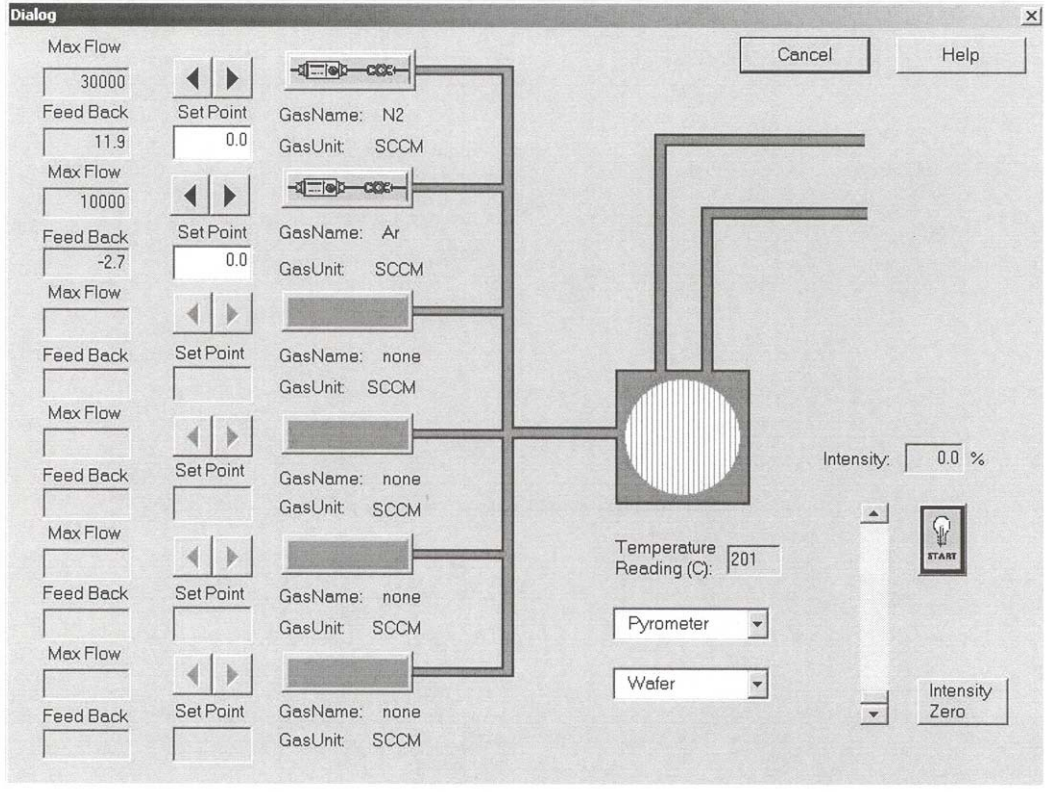 Dialog
Cancel
Help
Max Flow
30000
Feed Back
Set Point
GasName: N2
11.9
0.0
GasUnit: SCCM
Max Flow
10000
Feed Back
Set Point
GasName: Ar
-2.7
0.0
GasUnit: SCCM
Max Flow
Feed Back
Set Point
GasName: none
GasUnit: SCCM
Max Flow
Feed Back
Set Point
GasName: none
GasUnit: SCCM
Max Flow
Feed Back
Set Point
GasName: none
GasUnit: SCCM
Max Flow
Feed Back
Set Point
GasName: none
GasUnit: SCCM
Intensity: 0.0 %
START
Temperature
Reading (C): 201
Pyrometer
Wafer
Intensity
Zero